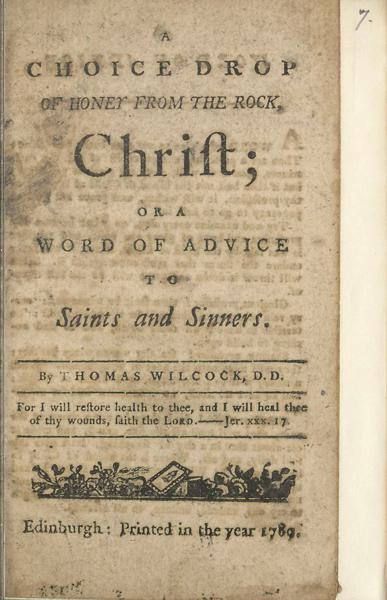 7.
A
CHOICE DROP
OF HONEY FROM THE ROCK,
Chriſt;
OR A
WORD OF ADVICE
TO
Saints and Sinners.
By THOMAS WILCOCK, D.D.
For I will reſtore health to thee, and I will heal thee
of thy wounds, ſaith the LORD.——Jer. xxx. 17.
Edinburgh: Printed in the year 1789.